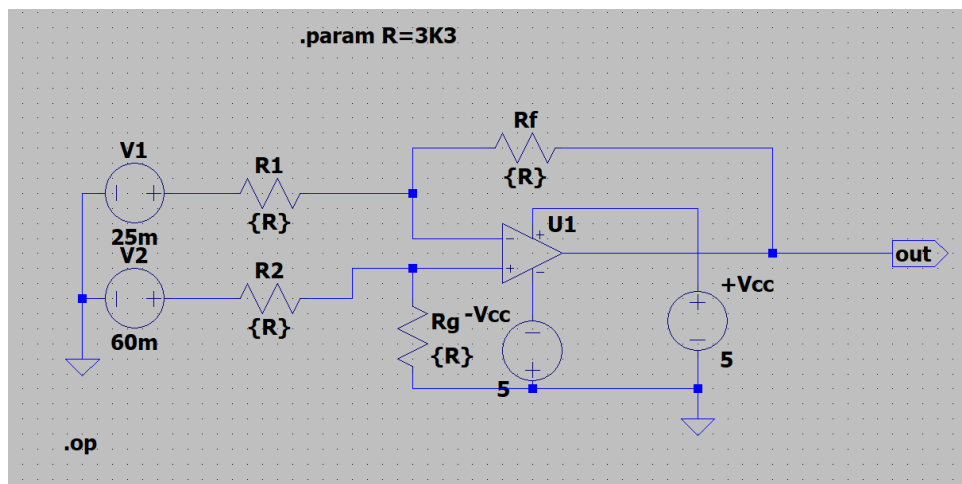 .param R=3K3
Rf
{R}
V1
R1
{R}
25m
U1
V2
R2
{R}
60m
out
Rg
{R}
-Vcc
5
+Vcc
5
.op